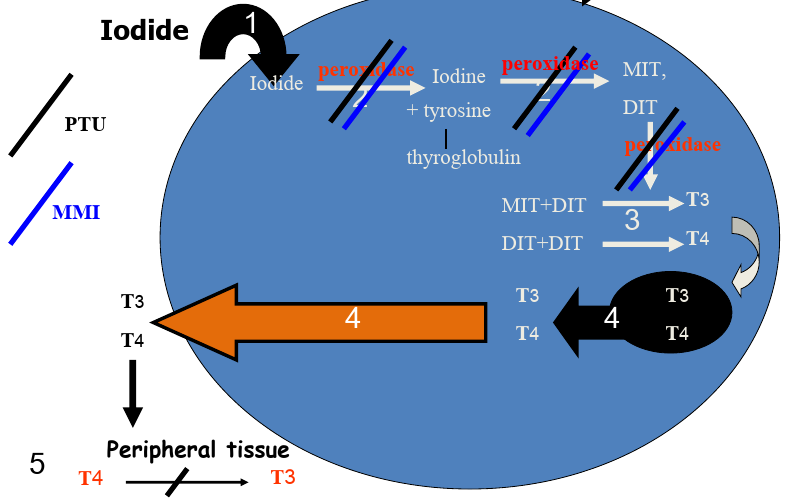 Iodide
1
peroxidase
peroxidase
Iodide
2
Iodine
2
MIT,
+ tyrosine
DIT
PTU
thyroglobulin
peroxidase
MMI
MIT+DIT
T3
3
DIT+DIT
T4
T3
T3
T3
4
4
T4
T4
T4
Peripheral tissue
5
T4
T3